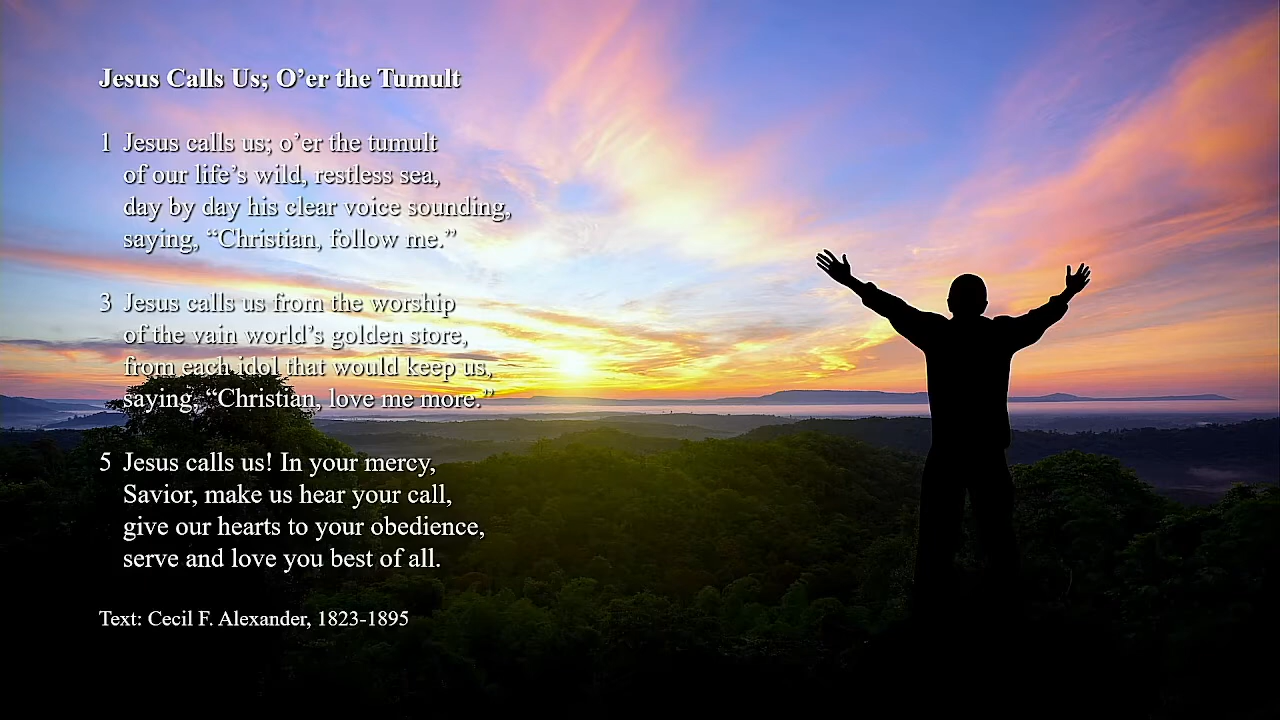 Jesus Calls Us; O’er the Tumult
1 Jesus calls us; o’er the tumult
of our life’s wild, restless sea,
day by day his clear voice sounding,
saying, “Christian, follow me.”
3 Jesus calls us from the worship
of the vain world’s golden store,
from each idol that would keep us,
saying, “Christian, love me more.”
5 Jesus calls us! In your mercy,
Savior, make us hear your call,
give our hearts to your obedience,
serve and love you best of all.
Text: Cecil F. Alexander, 1823-1895